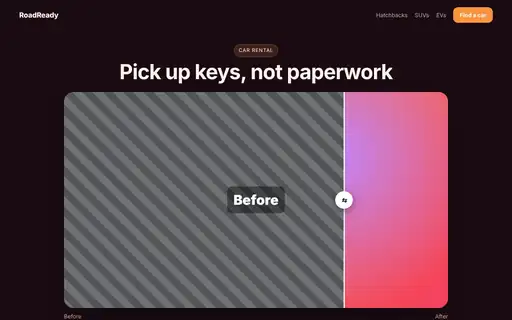 RoadReady
Hatchbacks SUVs EVs Find a car
CAR RENTAL
Pick up keys, not paperwork
Before
Before After